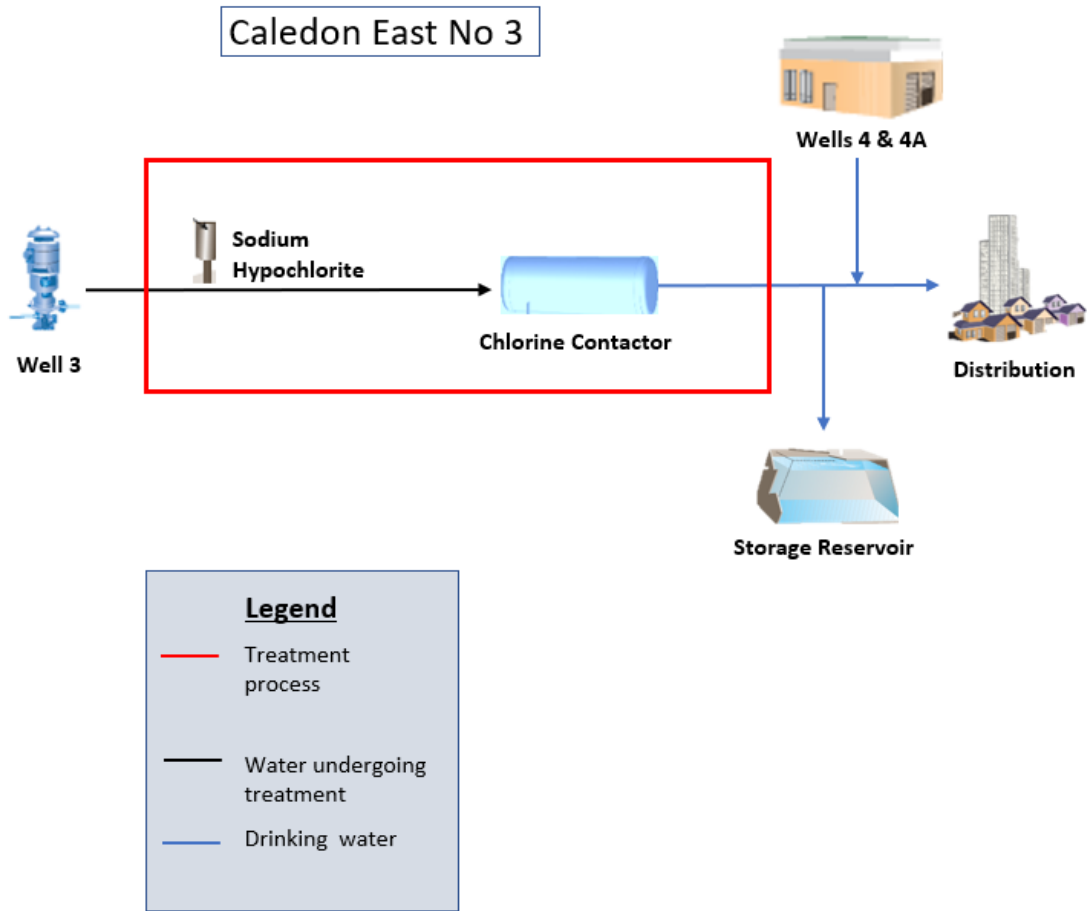 Caledon East No 3
Wells 4 & 4A
Sodium
Hypochlorite
Well 3
Chlorine Contactor
Distribution
Storage Reservoir
Legend
Treatment
process
Water undergoing
treatment
Drinking water